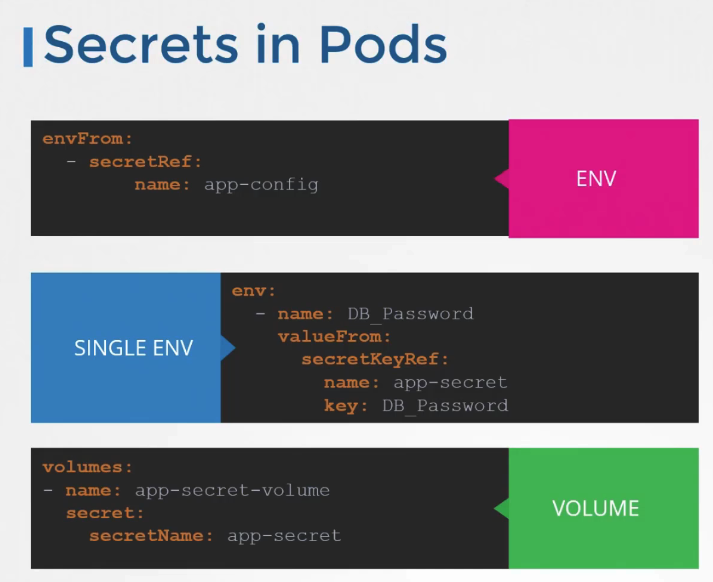 Secrets in Pods
envFrom:
  - secretRef:
        name: app-config
ENV
SINGLE ENV
env:
  - name: DB_Password
    valueFrom:
      secretKeyRef:
        name: app-secret
        key: DB_Password
volumes:
- name: app-secret-volume
  secret:
    secretName: app-secret
VOLUME